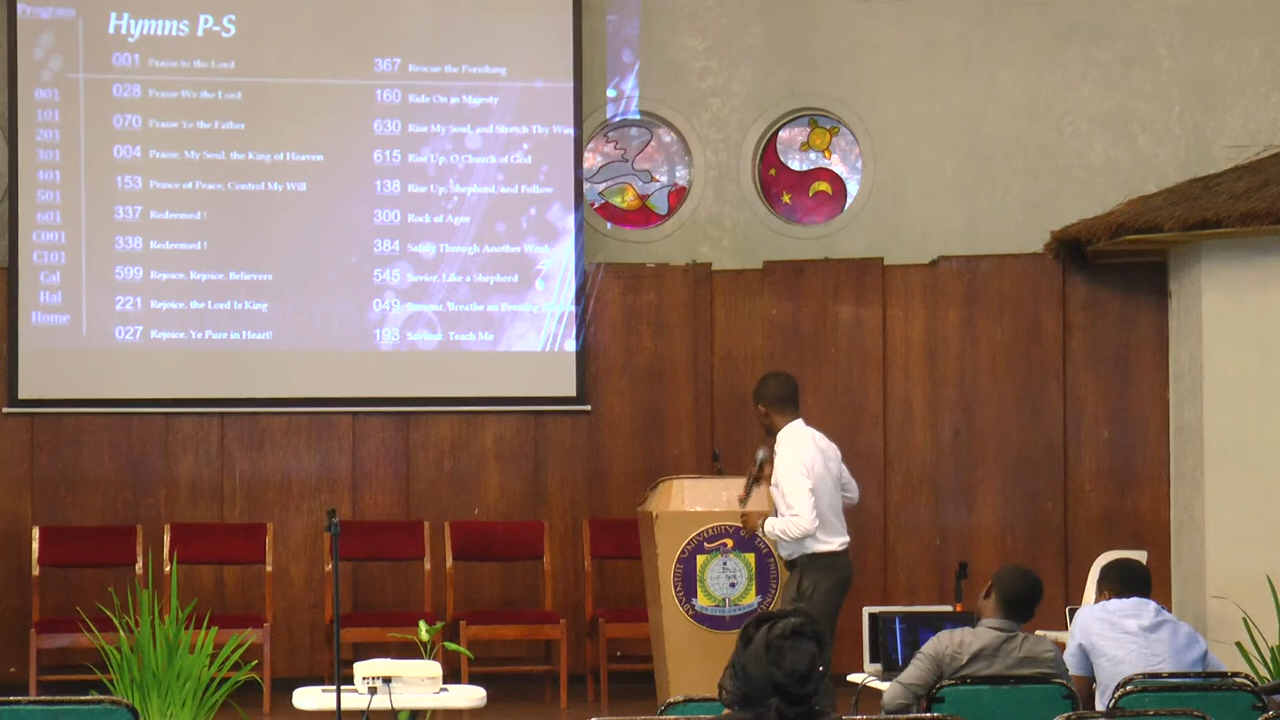 Program
Hymns P-S
001 Praise to the Lord
028 Praise We the Lord
070 Praise Ye the Father
004 Praise, My Soul, the King of Heaven
153 Prince of Peace, Control My Will
337 Redeemed !
338 Redeemed !
599 Rejoice, Rejoice, Believers
221 Rejoice, the Lord Is King
027 Rejoice, Ye Pure in Heart!
367 Rescue the Perishing
160 Ride On in Majesty
630 Rise My Soul, and Stretch Thy
615 Rise Up, O Church of God
138 Rise Up, Shepherd, and Follow
300 Rock of Ages
384 Safely Through Another Week
545 Savior, Like a Shepherd
049 Saviour, Breathe an Evening
193 Saviour, Teach Me
001
101
201
301
401
501
601
C001
C101
Cal
Hal
Home
ADVENTIST UNIVERSITY OF THE PHILIPPINES